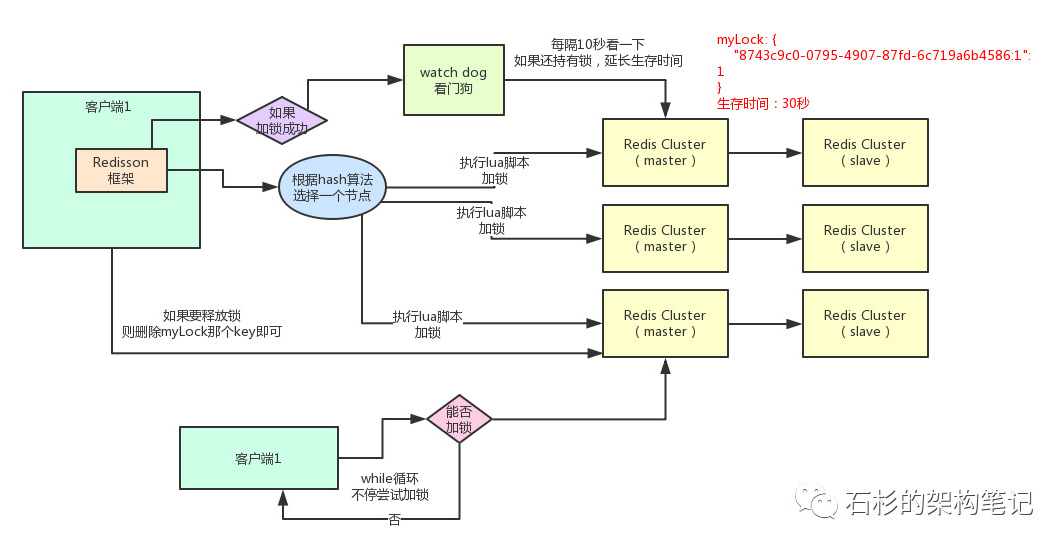 客户端1
Redisson
框架
如果
加锁成功
watch dog
看门狗
每隔10秒看一下
如果还持有锁，延长生存时间
myLock: {
"8743c9c0-0795-4907-87fd-6c719a6b4586:1":
1
}
生存时间：30秒
根据hash算法
选择一个节点
执行lua脚本
加锁
Redis Cluster
（master）
Redis Cluster
（slave）
执行lua脚本
加锁
Redis Cluster
（master）
Redis Cluster
（slave）
执行lua脚本
加锁
Redis Cluster
（master）
Redis Cluster
（slave）
如果要释放锁
则删除myLock那个key即可
客户端1
能否
加锁
while循环
不停尝试加锁
否
石杉的架构笔记